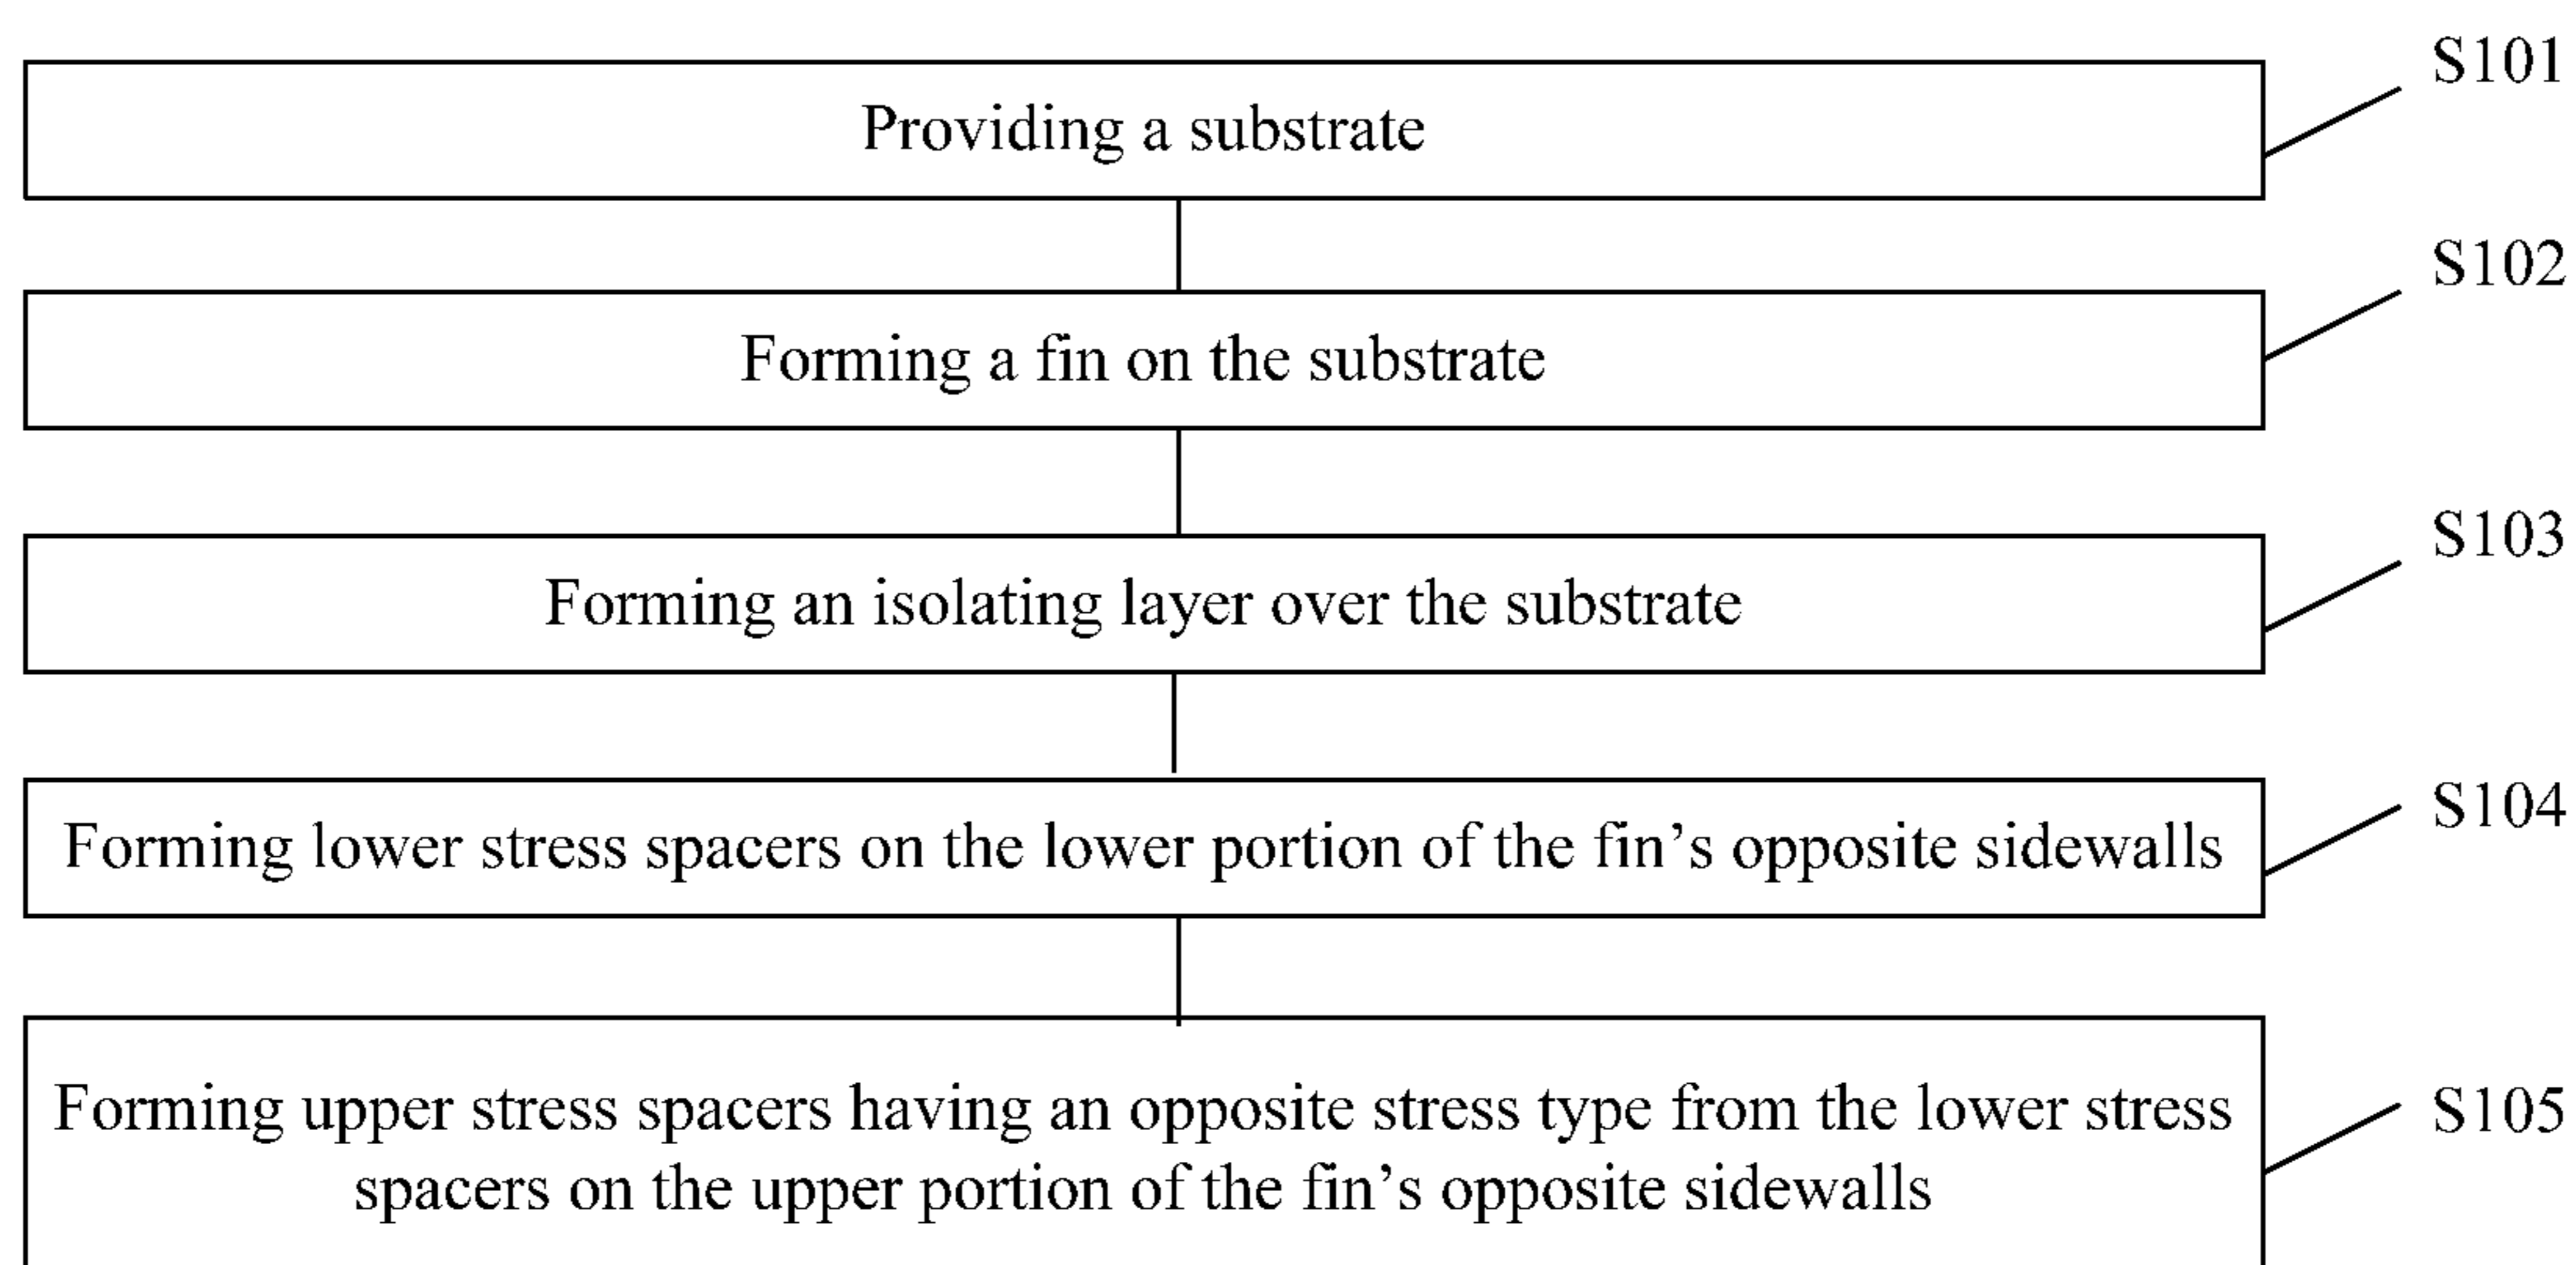 S101
Providing a substrate
S102
Forming a fin on the substrate
S103
Forming an isolating layer over the substrate
S104
Forming lower stress spacers on the lower portion of the fin’s opposite sidewalls
S105
Forming upper stress spacers having an opposite stress type from the lower stress
spacers on the upper portion of the fin’s opposite sidewalls